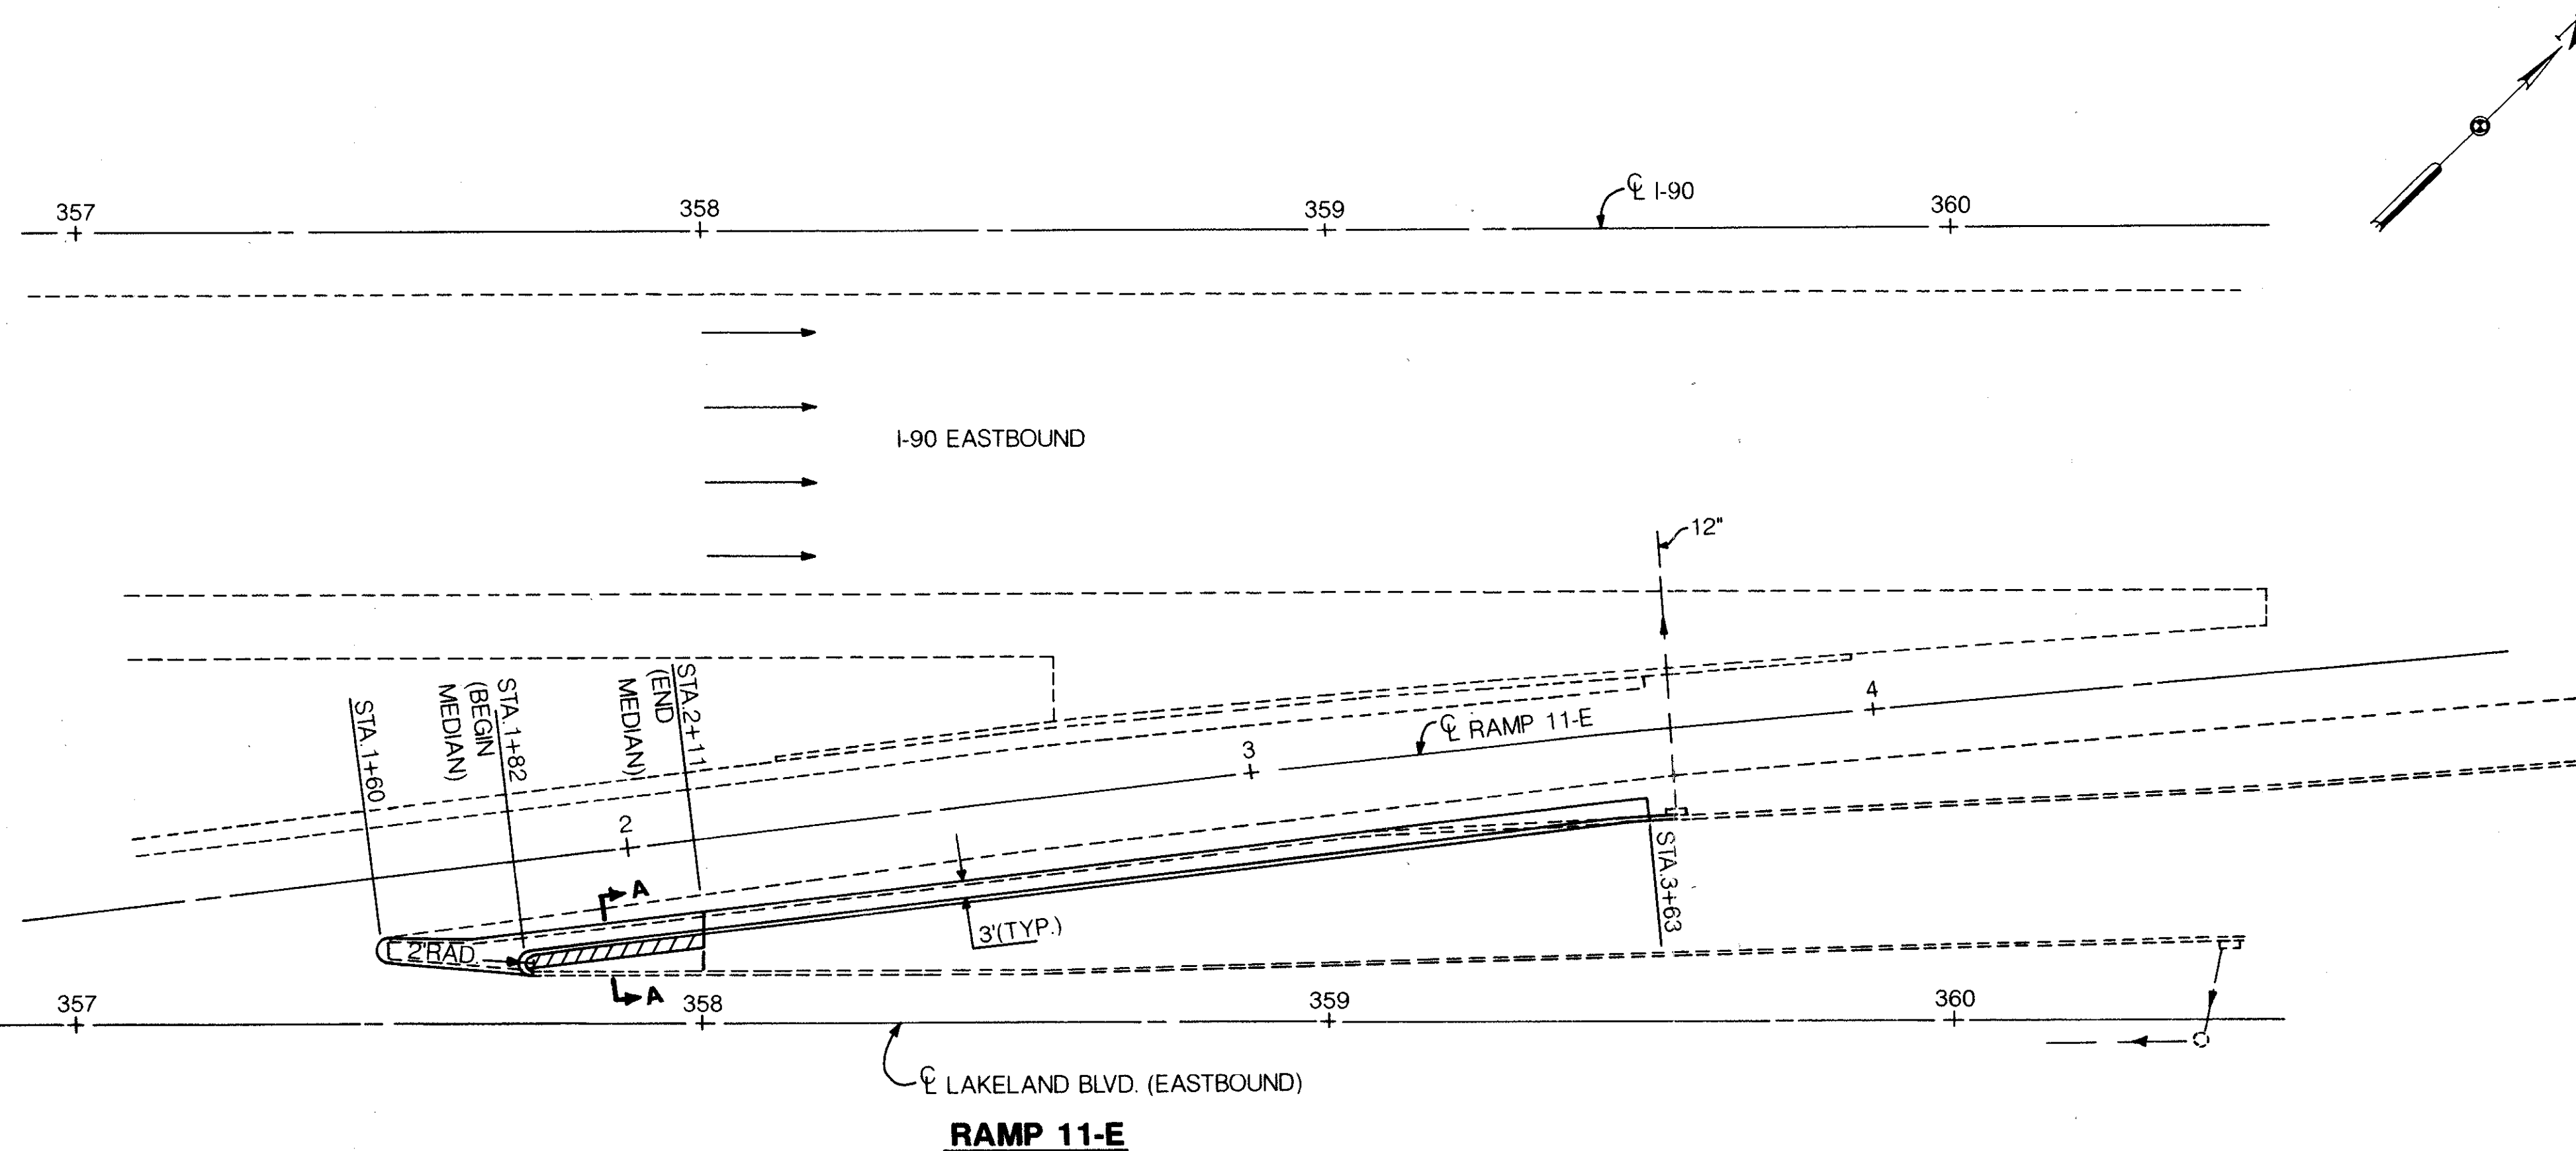 ℄ I-90
357 358 359 360
I-90 EASTBOUND
12"
STA.1+60
STA.1+82
(BEGIN
MEDIAN)
STA.2+11
(END
MEDIAN)
2 3 4
℄ RAMP 11-E
A
2'RAD.
3'(TYP.)
STA.3+63
A
357 358 359 360
℄ LAKELAND BLVD. (EASTBOUND)
RAMP 11-E